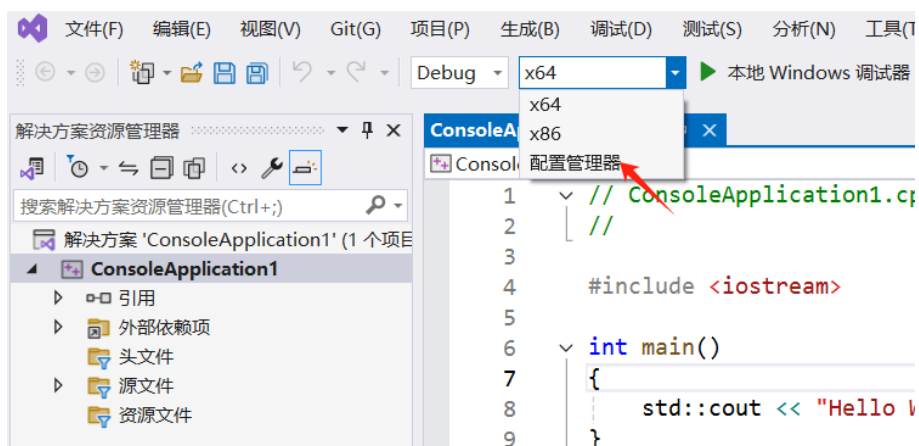 文件(F) 编辑(E) 视图(V) Git(G) 项目(P) 生成(B) 调试(D) 测试(S) 分析(N) 工具(T
Debug x64 本地 Windows 调试器
x64
x86
配置管理器
解决方案资源管理器
搜索解决方案资源管理器(Ctrl+;)
解决方案 'ConsoleApplication1' (1 个项目
ConsoleApplication1
引用
外部依赖项
头文件
源文件
资源文件
ConsoleA
Consol
1 // ConsoleApplication1.cp
2 //
3
4 #include <iostream>
5
6 int main()
7 {
8 std::cout << "Hello W
9 }